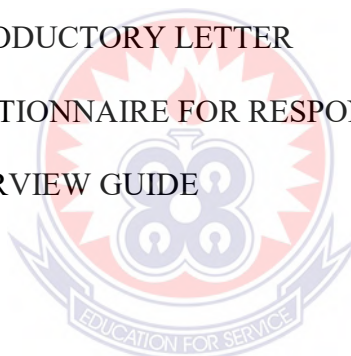 ODUCTORY LETTER
TIONNAIRE FOR RESPO
RVIEW GUIDE
EDUCATION FOR SERVICE